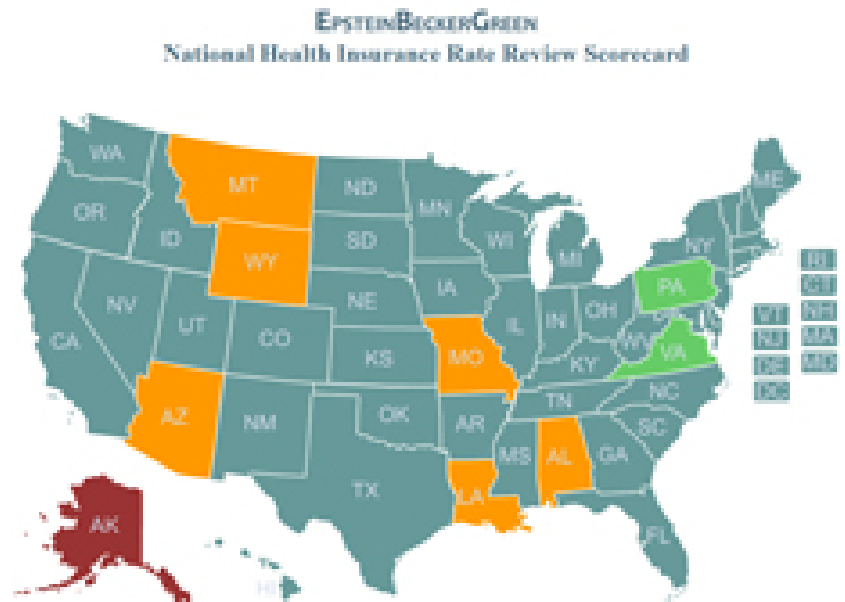 EpsteinBeckerGreen
National Health Insurance Rate Review Scorecard
WA
MT
ND
MN
ME
OR
ID
SD
WI
MI
NY
WY
RI
PA
CT
NV
NE
IA
VT
NH
CA
UT
CO
IL
IN
OH
WV
VA
NJ
MA
KS
MO
KY
DE
MD
DC
AZ
NM
OK
AR
TN
NC
SC
MS
AL
GA
TX
LA
AK
FL
HI